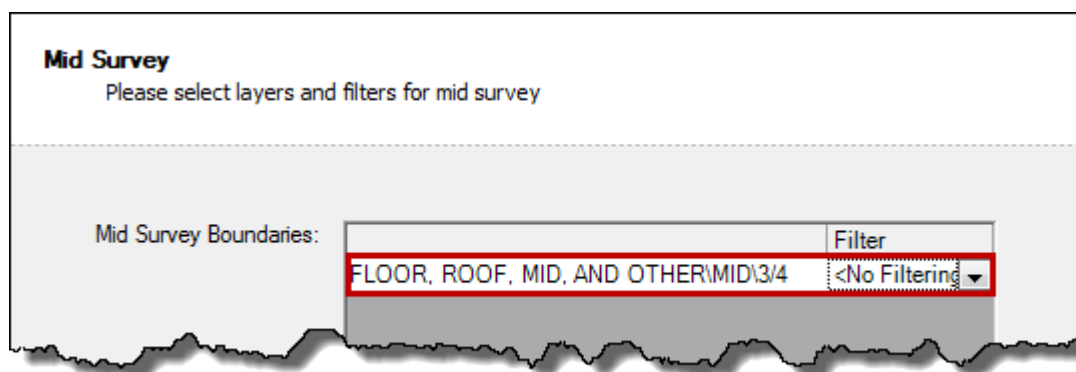 Mid Survey
Please select layers and filters for mid survey
Mid Survey Boundaries:
Filter
FLOOR, ROOF, MID, AND OTHER\MID\3/4 <No Filtering